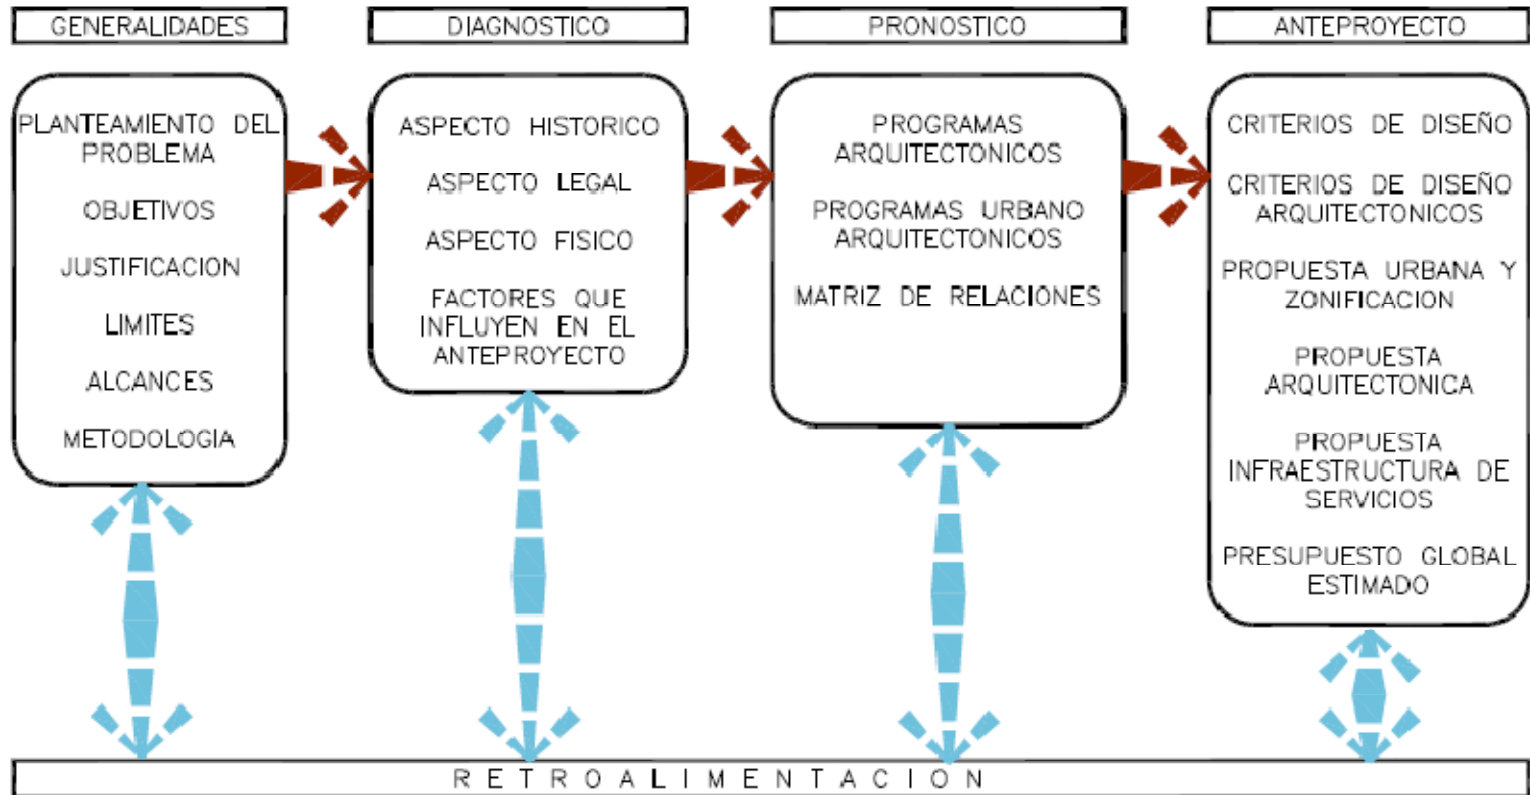 GENERALIDADES
PLANTEAMIENTO DEL
PROBLEMA
OBJETIVOS
JUSTIFICACION
LIMITES
ALCANCES
METODOLOGIA
DIAGNOSTICO
ASPECTO HISTORICO
ASPECTO LEGAL
ASPECTO FISICO
FACTORES QUE
INFLUYEN EN EL
ANTEPROYECTO
PRONOSTICO
PROGRAMAS
ARQUITECTONICOS
PROGRAMAS URBANO
ARQUITECTONICOS
MATRIZ DE RELACIONES
ANTEPROYECTO
CRITERIOS DE DISEÑO
CRITERIOS DE DISEÑO
ARQUITECTONICOS
PROPUESTA URBANA Y
ZONIFICACION
PROPUESTA
ARQUITECTONICA
PROPUESTA
INFRAESTRUCTURA DE
SERVICIOS
PRESUPUESTO GLOBAL
ESTIMADO
RETROALIMENTACION